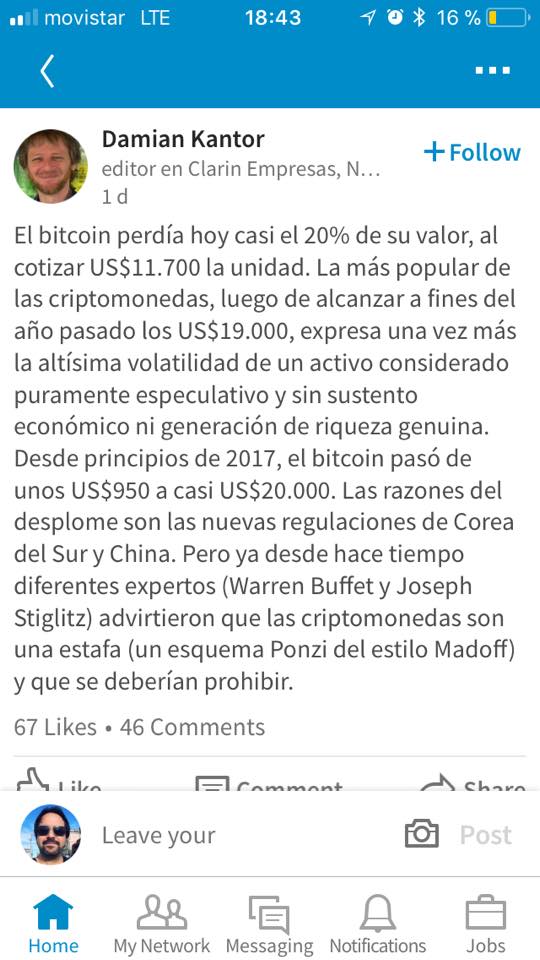 movistar LTE 18:43 16 %
Damian Kantor
editor en Clarin Empresas, N...
+Follow
1 d
El bitcoin perdía hoy casi el 20% de su valor, al
cotizar US$11.700 la unidad. La más popular de
las criptomonedas, luego de alcanzar a fines del
año pasado los US$19.000, expresa una vez más
la altísima volatilidad de un activo considerado
puramente especulativo y sin sustento
económico ni generación de riqueza genuina.
Desde principios de 2017, el bitcoin pasó de
unos US$950 a casi US$20.000. Las razones del
desplome son las nuevas regulaciones de Corea
del Sur y China. Pero ya desde hace tiempo
diferentes expertos (Warren Buffet y Joseph
Stiglitz) advirtieron que las criptomonedas son
una estafa (un esquema Ponzi del estilo Madoff)
y que se deberían prohibir.
67 Likes • 46 Comments
Like Comment Share
Leave your Post
Home My Network Messaging Notifications Jobs